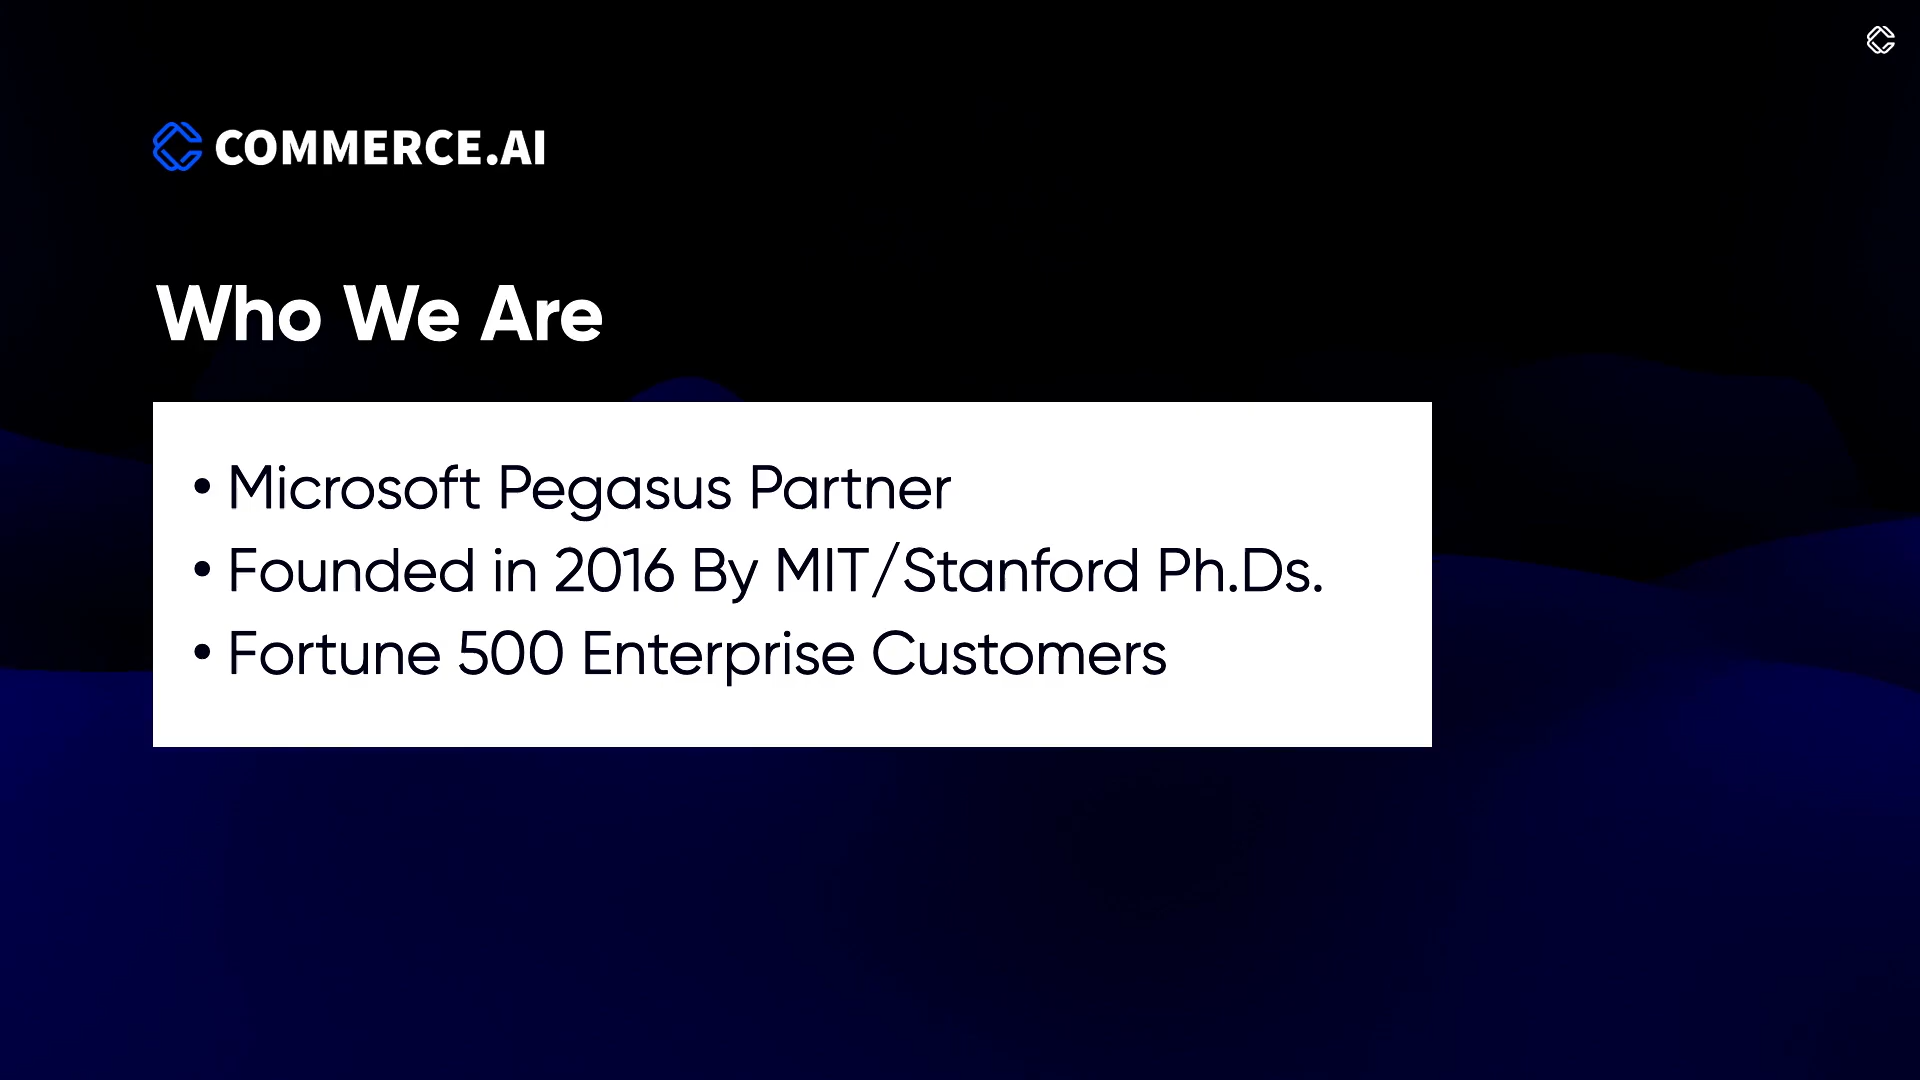 COMMERCE.AI
Who We Are
• Microsoft Pegasus Partner
• Founded in 2016 By MIT/Stanford Ph.Ds.
• Fortune 500 Enterprise Customers